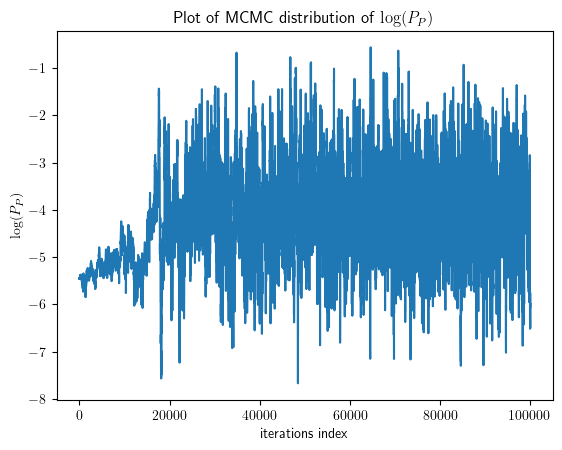 Plot of MCMC distribution of log(P_P)
−1
−2
−3
−4
−5
−6
−7
−8
log(P_P)
0 20000 40000 60000 80000 100000
iterations index